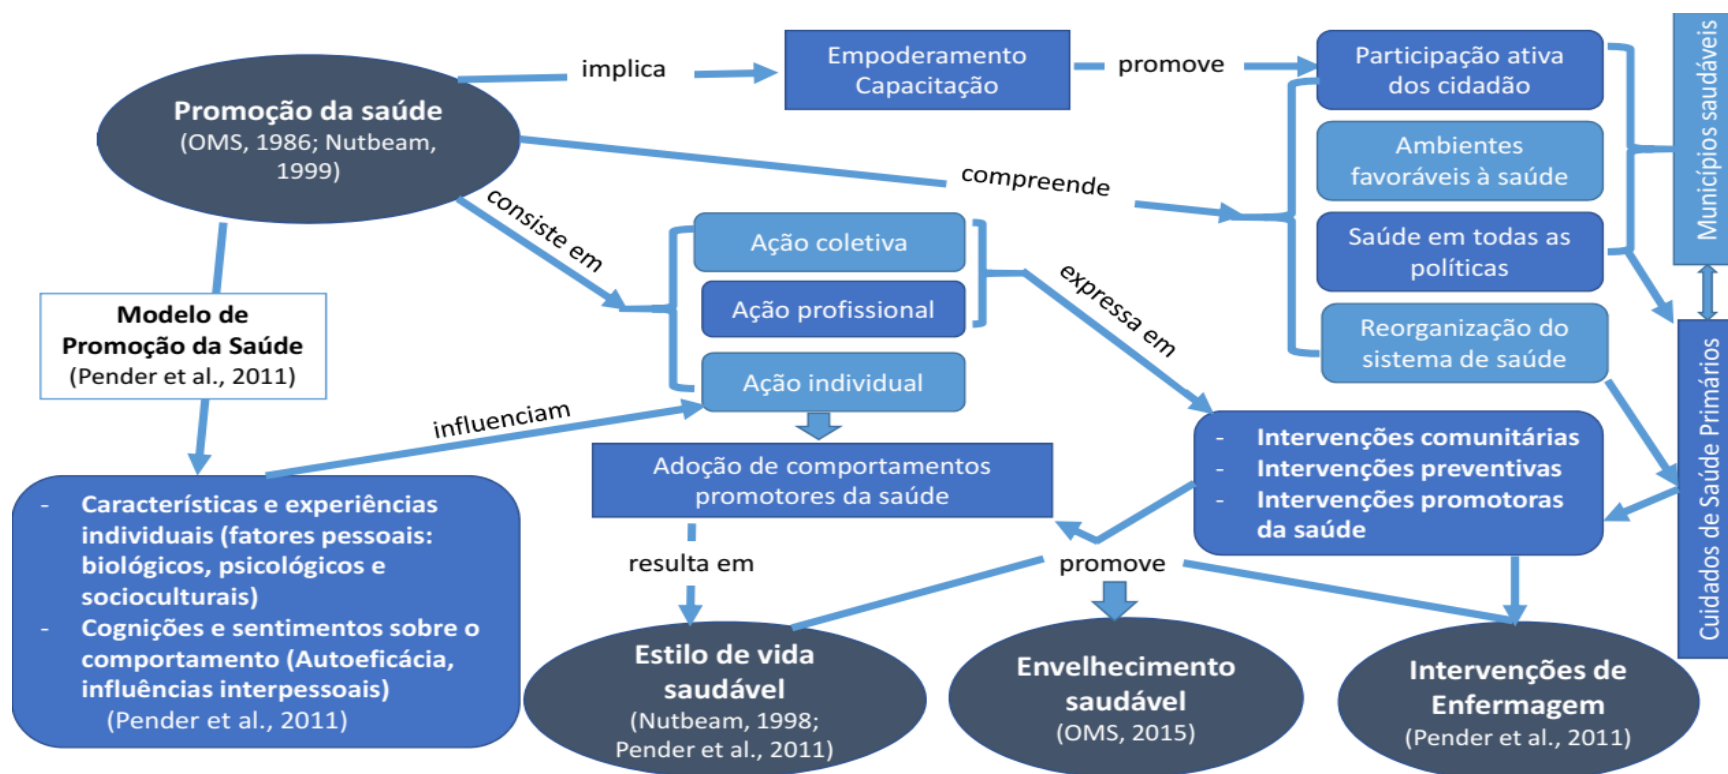 Promoção da saúde
(OMS, 1986; Nutbeam,
1999)
implica
Empoderamento
Capacitação
promove
Participação ativa
dos cidadão
Ambientes
favoráveis à saúde
Saúde em todas as
políticas
Reorganização do
sistema de saúde
Municípios saudáveis
Cuidados de Saúde Primários
compreende
consiste em
Ação coletiva
Ação profissional
Ação individual
expressa em
Modelo de
Promoção da Saúde
(Pender et al., 2011)
influenciam
- Características e experiências
individuais (fatores pessoais:
biológicos, psicológicos e
socioculturais)
- Cognições e sentimentos sobre o
comportamento (Autoeficácia,
influências interpessoais)
(Pender et al., 2011)
Adoção de comportamentos
promotores da saúde
- Intervenções comunitárias
- Intervenções preventivas
- Intervenções promotoras
da saúde
resulta em
promove
Estilo de vida
saudável
(Nutbeam, 1998;
Pender et al., 2011)
Envelhecimento
saudável
(OMS, 2015)
Intervenções de
Enfermagem
(Pender et al., 2011)